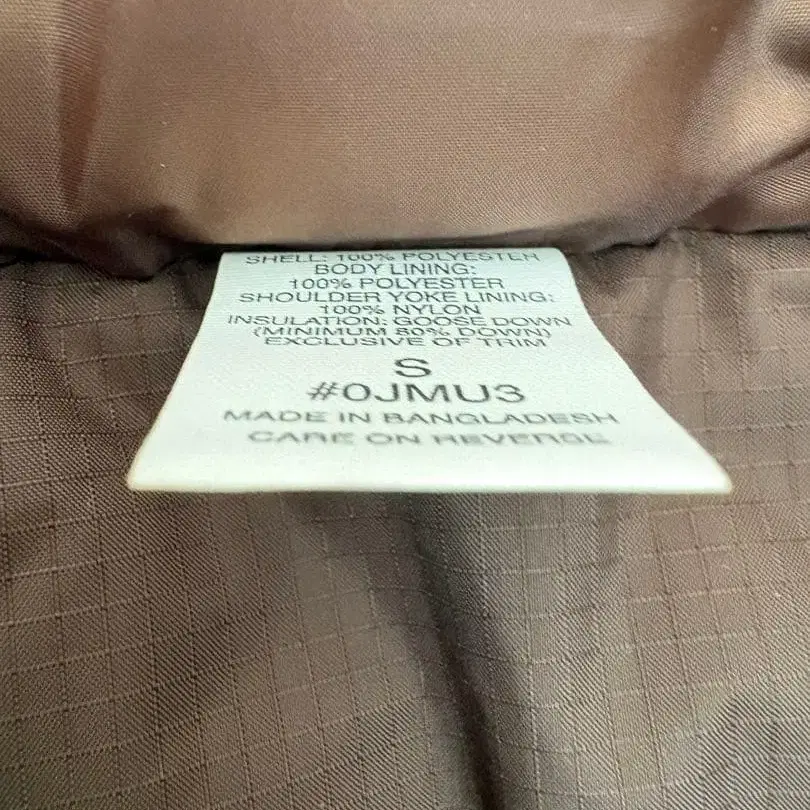 SHELL: 100% POLYESTER
BODY LINING:
100% POLYESTER
SHOULDER YOKE LINING:
100% NYLON
INSULATION: GOOSE DOWN
(MINIMUM 80% DOWN)
EXCLUSIVE OF TRIM
S
#0JMU3
MADE IN BANGLADESH
CARE ON REVERSE